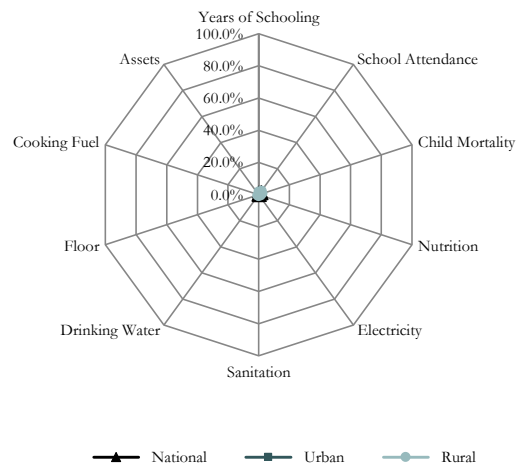 Years of Schooling
100.0%
Assets
School Attendance
80.0%
60.0%
Cooking Fuel
40.0%
Child Mortality
20.0%
0.0%
Floor
Nutrition
Drinking Water
Electricity
Sanitation
National Urban Rural